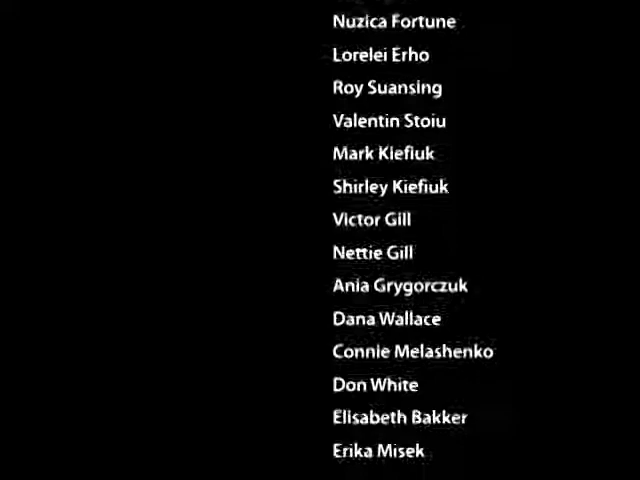 Nuzica Fortune
Lorelei Erho
Roy Suansing
Valentin Stoiu
Mark Kiefiuk
Shirley Kiefiuk
Victor Gill
Nettie Gill
Ania Grygorczuk
Dana Wallace
Connie Melashenko
Don White
Elisabeth Bakker
Erika Misek